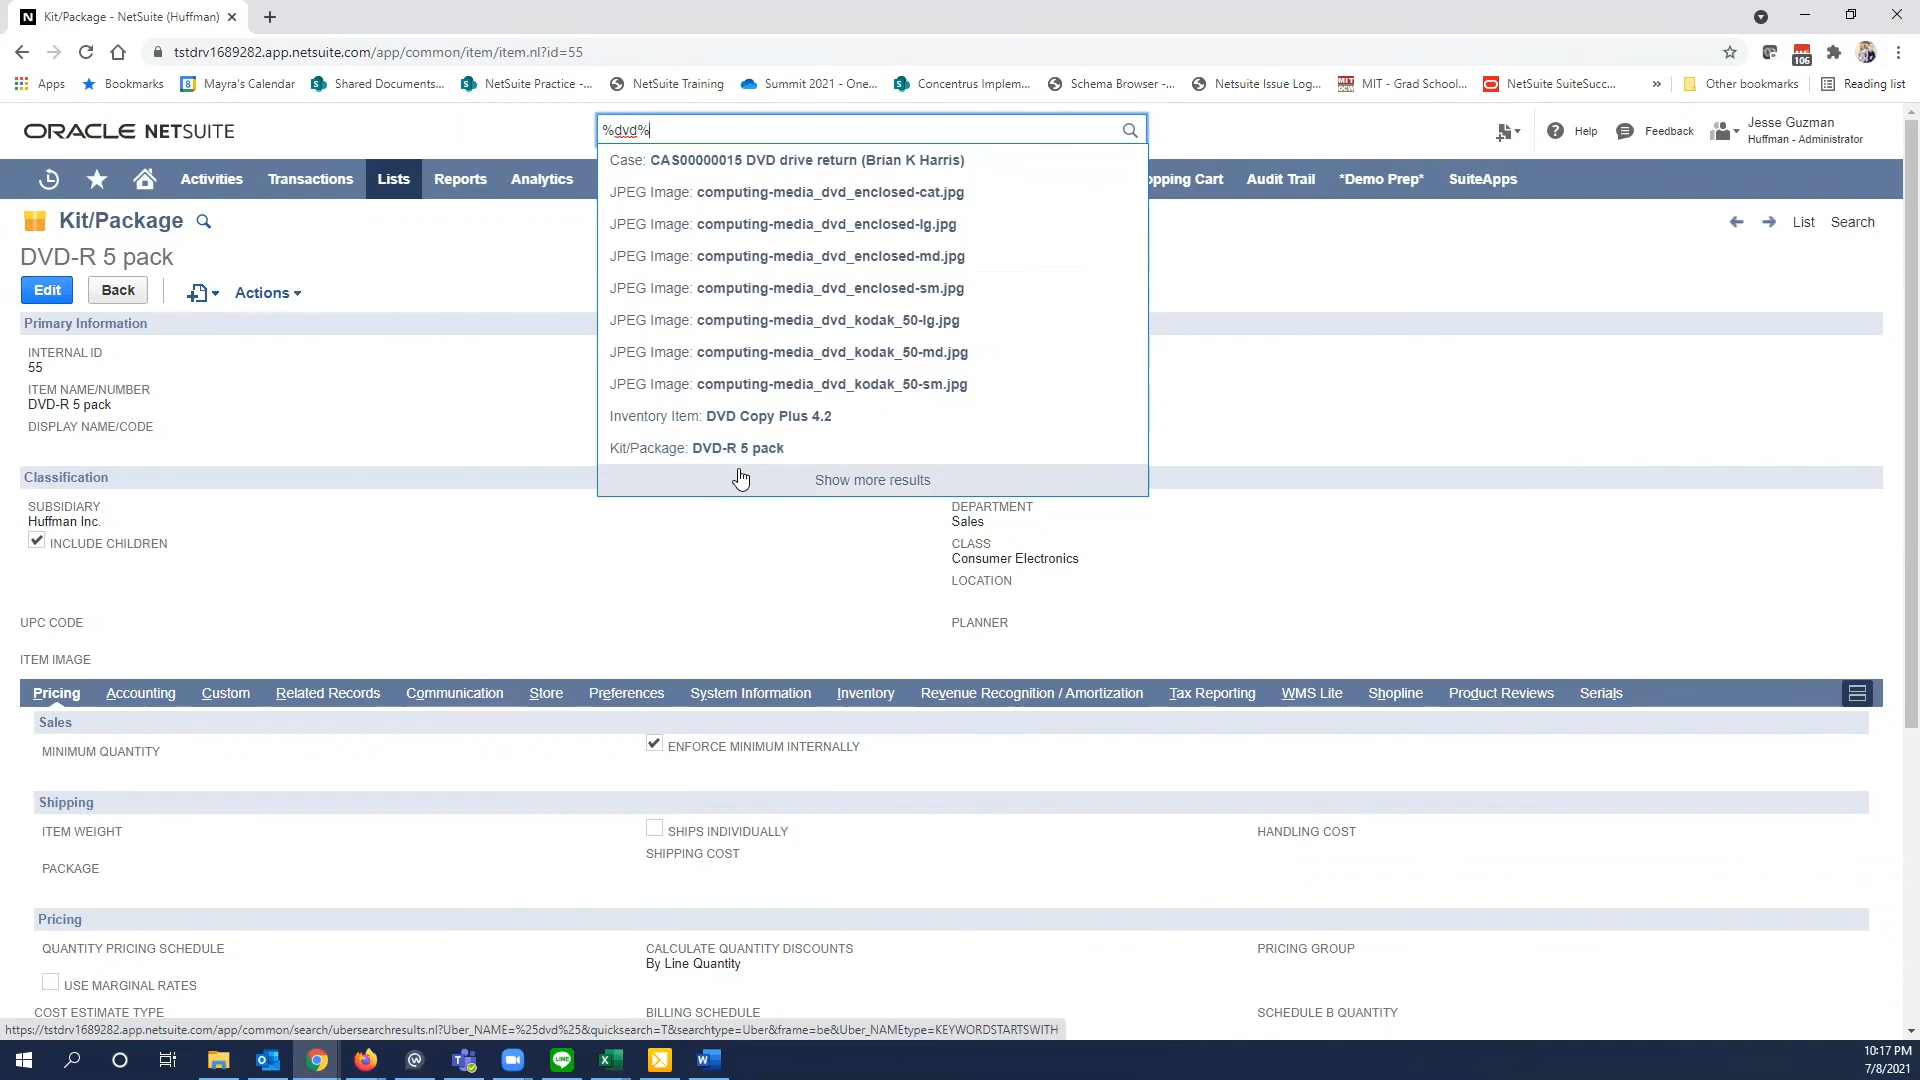 Kit/Package - NetSuite (Huffman)
tstdrv1689282.app.netsuite.com/app/common/item/item.nl?id=55
106
Apps Bookmarks Mayra's Calendar Shared Documents... NetSuite Practice -... NetSuite Training Summit 2021 - One... Concentrus Implem... Schema Browser -... Netsuite Issue Log... MIT - Grad School... NetSuite SuiteSucc... » Other bookmarks Reading list
ORACLE NETSUITE
%dvd%
Help Feedback
Jesse Guzman
Huffman - Administrator
Activities Transactions Lists Reports Analytics opping Cart Audit Trail *Demo Prep* SuiteApps
Case: CAS00000015 DVD drive return (Brian K Harris)
JPEG Image: computing-media_dvd_enclosed-cat.jpg
JPEG Image: computing-media_dvd_enclosed-lg.jpg
JPEG Image: computing-media_dvd_enclosed-md.jpg
JPEG Image: computing-media_dvd_enclosed-sm.jpg
JPEG Image: computing-media_dvd_kodak_50-lg.jpg
JPEG Image: computing-media_dvd_kodak_50-md.jpg
JPEG Image: computing-media_dvd_kodak_50-sm.jpg
Inventory Item: DVD Copy Plus 4.2
Kit/Package: DVD-R 5 pack
Show more results
Kit/Package
List Search
DVD-R 5 pack
Edit Back Actions
Primary Information
INTERNAL ID
55
ITEM NAME/NUMBER
DVD-R 5 pack
DISPLAY NAME/CODE
Classification
SUBSIDIARY
Huffman Inc.
INCLUDE CHILDREN
DEPARTMENT
Sales
CLASS
Consumer Electronics
LOCATION
UPC CODE
PLANNER
ITEM IMAGE
Pricing Accounting Custom Related Records Communication Store Preferences System Information Inventory Revenue Recognition / Amortization Tax Reporting WMS Lite Shopline Product Reviews Serials
Sales
MINIMUM QUANTITY
ENFORCE MINIMUM INTERNALLY
Shipping
ITEM WEIGHT
SHIPS INDIVIDUALLY
HANDLING COST
SHIPPING COST
PACKAGE
Pricing
QUANTITY PRICING SCHEDULE
CALCULATE QUANTITY DISCOUNTS
By Line Quantity
PRICING GROUP
USE MARGINAL RATES
COST ESTIMATE TYPE
BILLING SCHEDULE
SCHEDULE B QUANTITY
https://tstdrv1689282.app.netsuite.com/app/common/search/ubersearchresults.nl?Uber_NAME=%25dvd%25&quicksearch=T&searchtype=Uber&frame=be&Uber_NAMEtype=KEYWORDSTARTSWITH
10:17 PM
7/8/2021